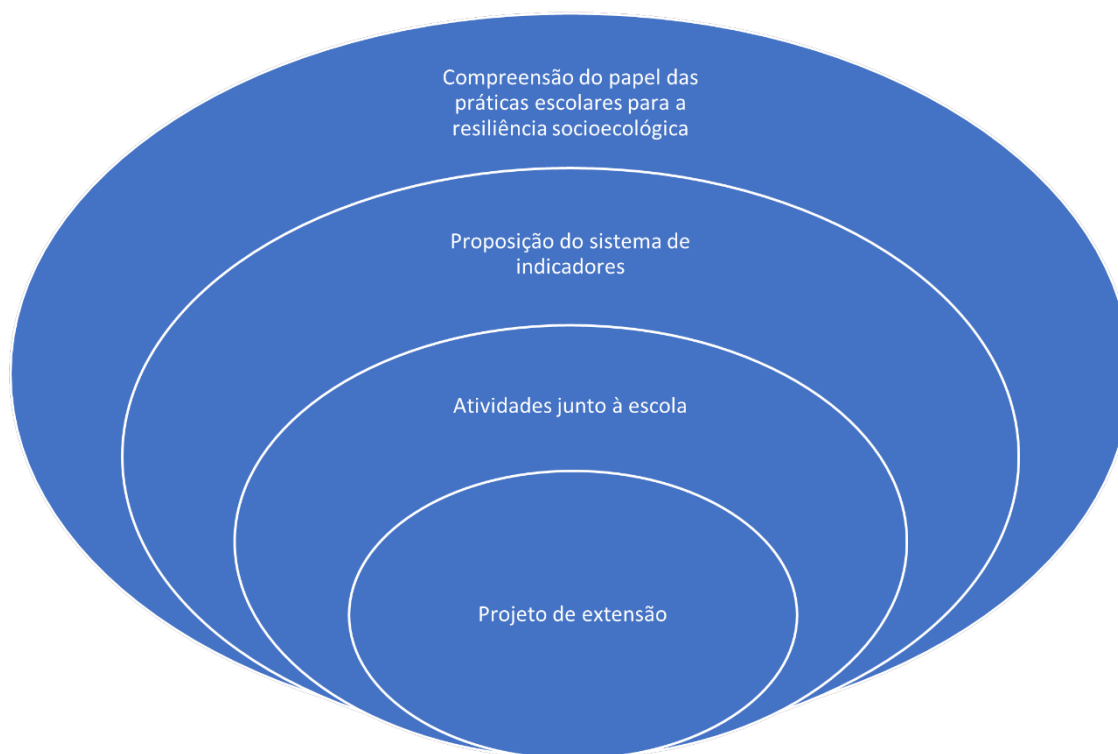 Compreensão do papel das
práticas escolares para a
resiliência socioecológica
Proposição do sistema de
indicadores
Atividades junto à escola
Projeto de extensão